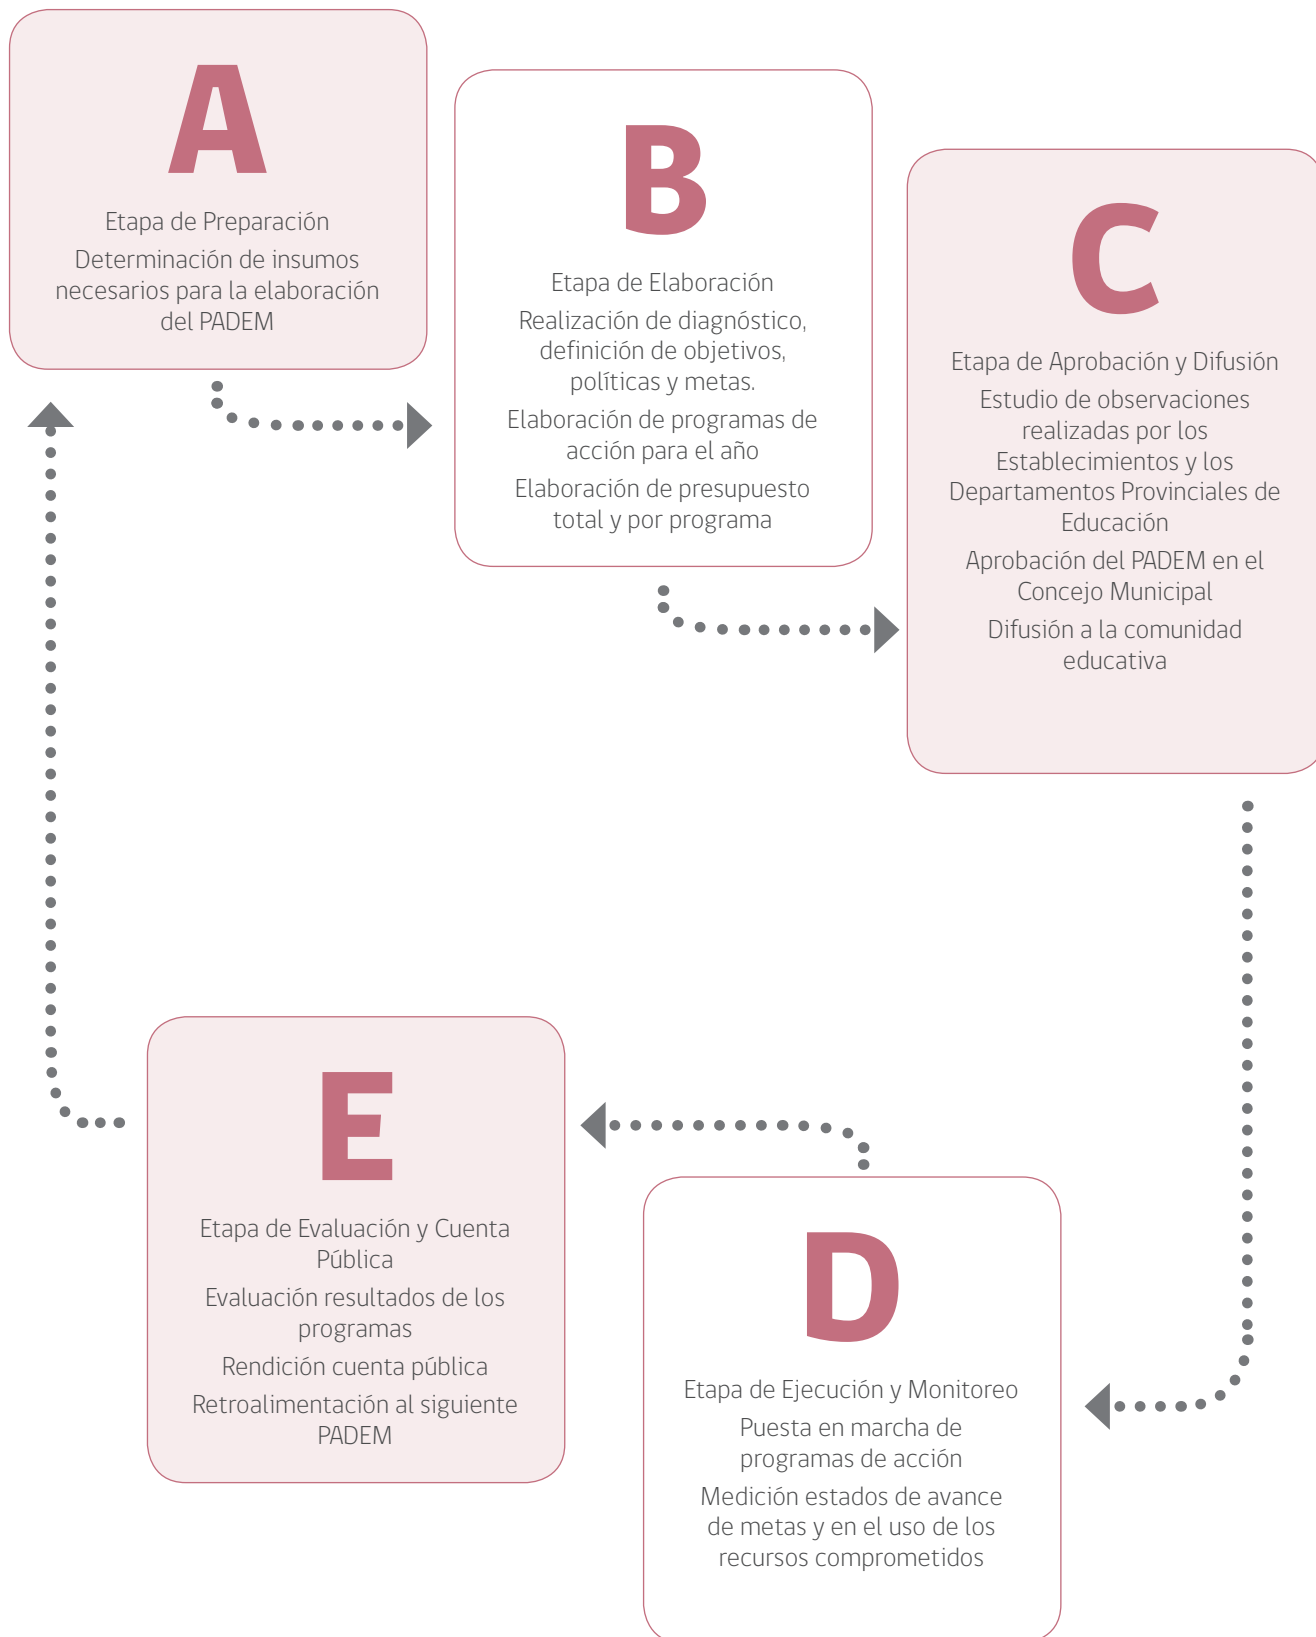 A
Etapa de Preparación
Determinación de insumos
necesarios para la elaboración
del PADEM
B
Etapa de Elaboración
Realización de diagnóstico,
definición de objetivos,
políticas y metas.
Elaboración de programas de
acción para el año
Elaboración de presupuesto
total y por programa
C
Etapa de Aprobación y Difusión
Estudio de observaciones
realizadas por los
Establecimientos y los
Departamentos Provinciales de
Educación
Aprobación del PADEM en el
Concejo Municipal
Difusión a la comunidad
educativa
D
Etapa de Ejecución y Monitoreo
Puesta en marcha de
programas de acción
Medición estados de avance
de metas y en el uso de los
recursos comprometidos
E
Etapa de Evaluación y Cuenta
Pública
Evaluación resultados de los
programas
Rendición cuenta pública
Retroalimentación al siguiente
PADEM